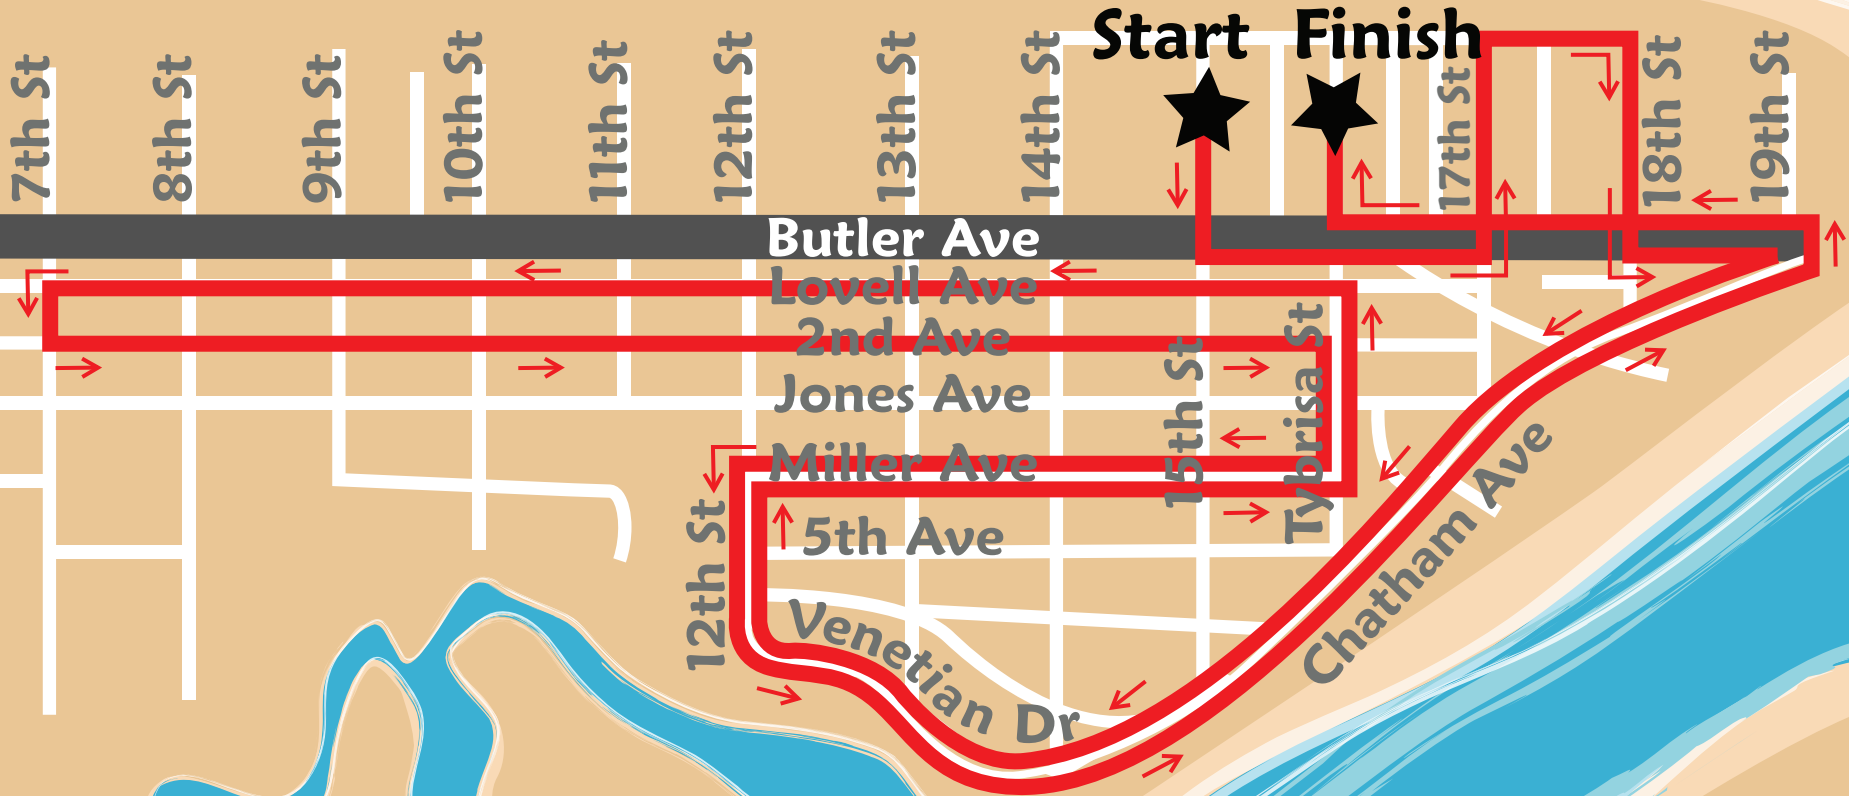 Start
Finish
7th St
8th St
9th St
10th St
11th St
12th St
13th St
14th St
17th St
18th St
19th St
Butler Ave
Lovell Ave
2nd Ave
Jones Ave
15th St
Tybrisa St
Miller Ave
12th St
5th Ave
Venetian Dr
Chatham Ave